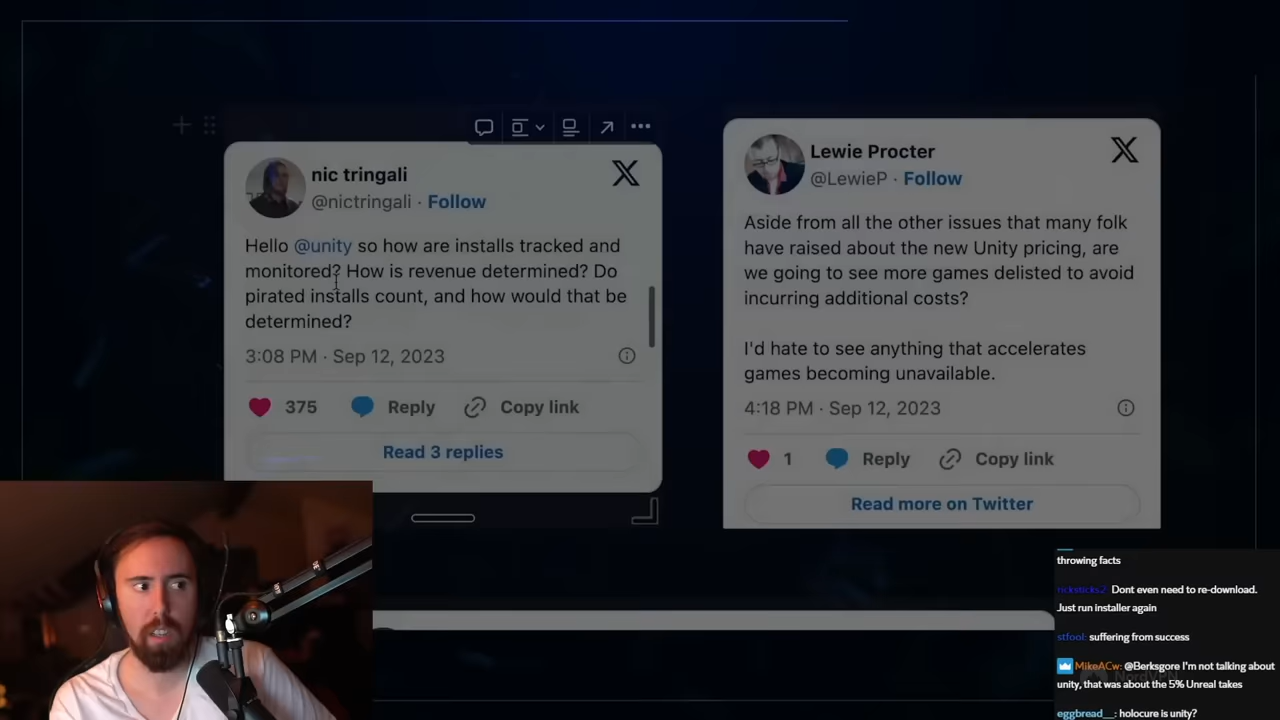 nic tringali
@nictringali · Follow
Hello @unity so how are installs tracked and
monitored? How is revenue determined? Do
pirated installs count, and how would that be
determined?
3:08 PM · Sep 12, 2023
375 Reply Copy link
Read 3 replies
Lewie Procter
@LewieP · Follow
Aside from all the other issues that many folk
have raised about the new Unity pricing, are
we going to see more games delisted to avoid
incurring additional costs?
I'd hate to see anything that accelerates
games becoming unavailable.
4:18 PM · Sep 12, 2023
1 Reply Copy link
Read more on Twitter
throwing facts
Dont even need to re-download.
Just run installer again
stfool: suffering from success
MikeACw: @Berksgore I'm not talking about
unity, that was about the 5% Unreal takes
NordVPN
eggbread__: holocure is unity?